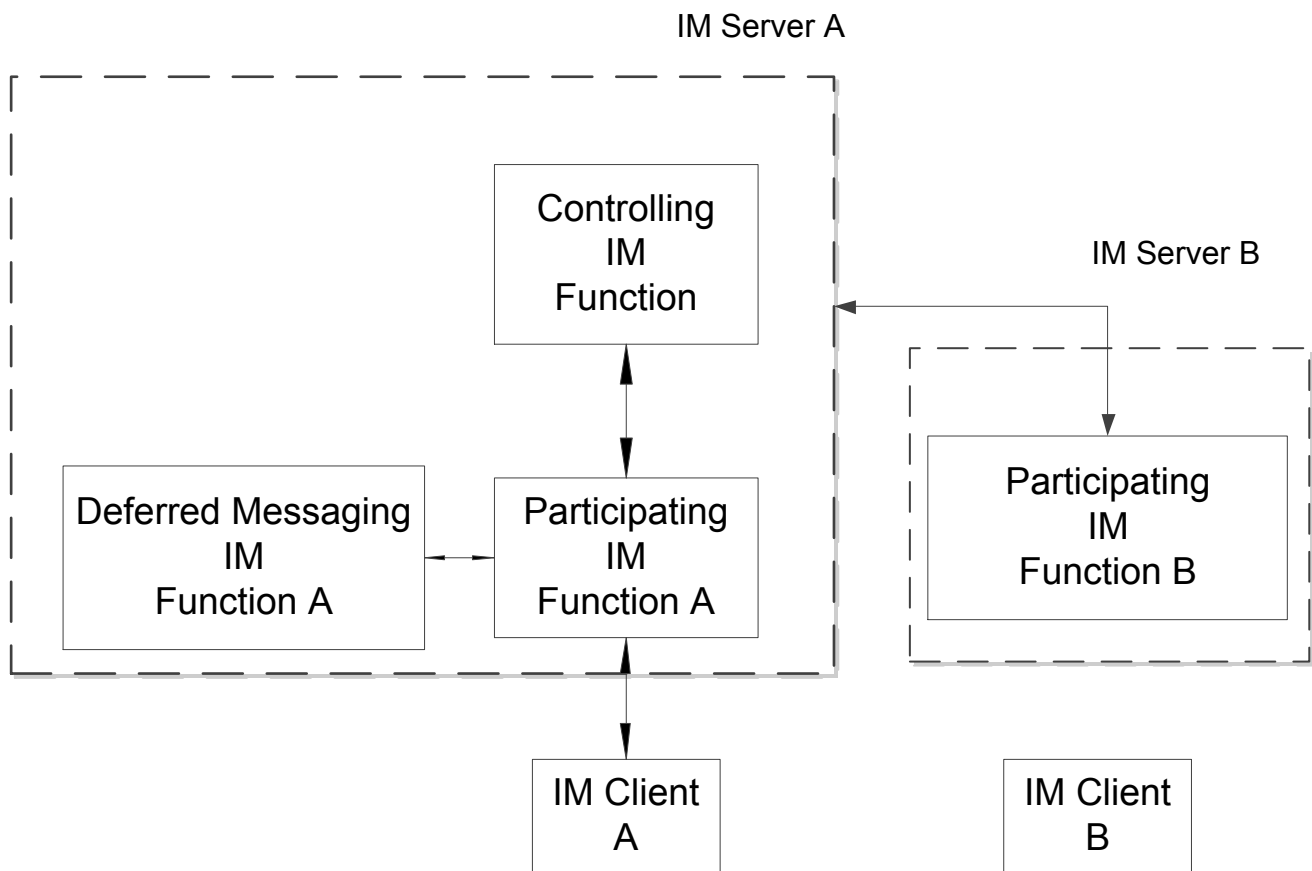 IM Server A
Controlling
IM
Function
IM Server B
Deferred Messaging
IM
Function A
Participating
IM
Function A
Participating
IM
Function B
IM Client
A
IM Client
B